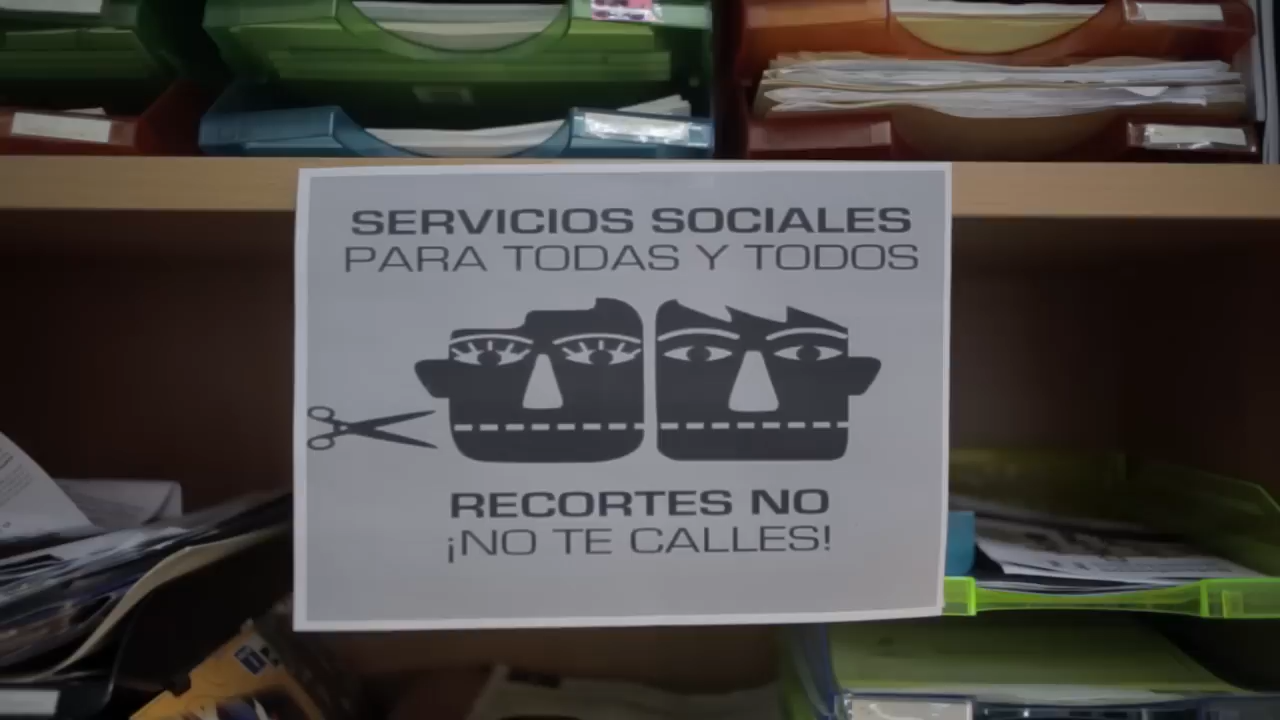 SERVICIOS SOCIALES
PARA TODAS Y TODOS
RECORTES NO
¡NO TE CALLES!